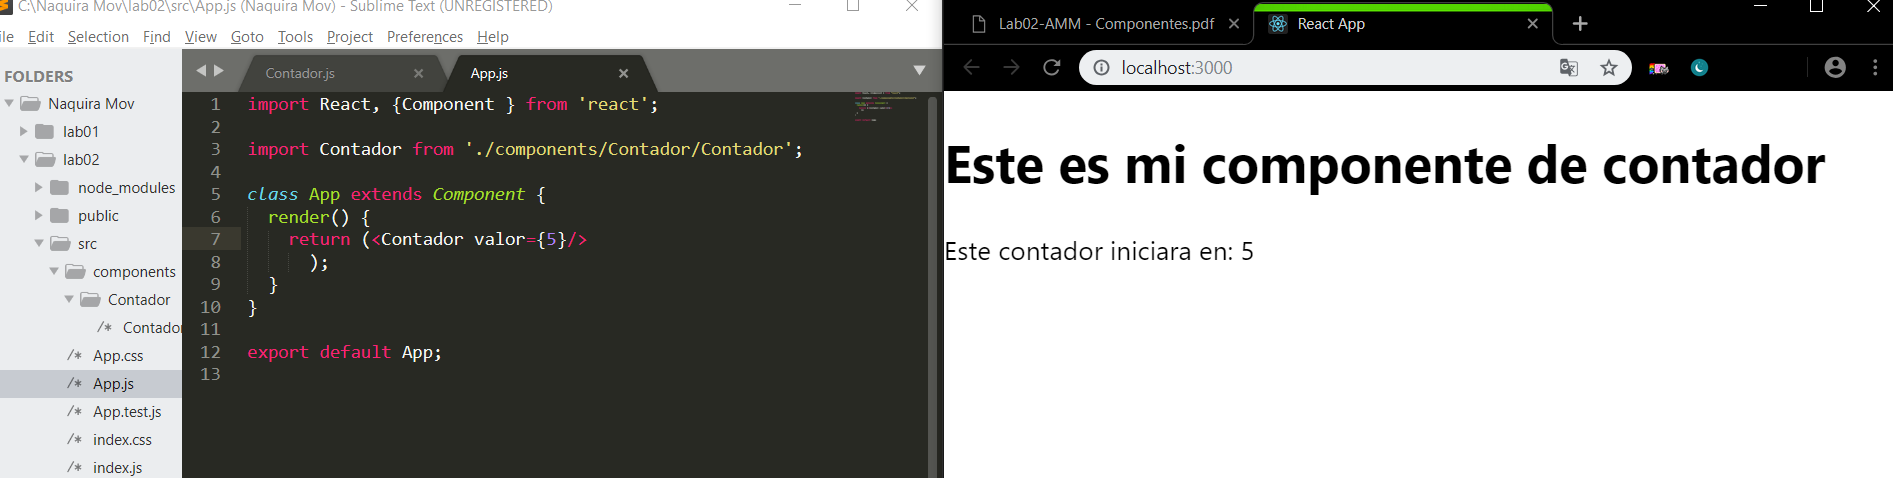 C:\Naquira Mov\lab02\src\App.js (Naquira Mov) - Sublime Text (UNREGISTERED)
ile Edit Selection Find View Goto Tools Project Preferences Help
FOLDERS
Naquira Mov
lab01
lab02
node_modules
public
src
components
Contador
/* Contador
/* App.css
/* App.js
/* App.test.js
/* index.css
/* index.js
Contador.js ×
App.js ×
1 import React, {Component } from 'react';
2
3 import Contador from './components/Contador/Contador';
4
5 class App extends Component {
6 render() {
7 return (<Contador valor={5}/>
8 );
9 }
10 }
11
12 export default App;
13
Lab02-AMM - Componentes.pdf ×
React App ×
localhost:3000
Este es mi componente de contador
Este contador iniciara en: 5